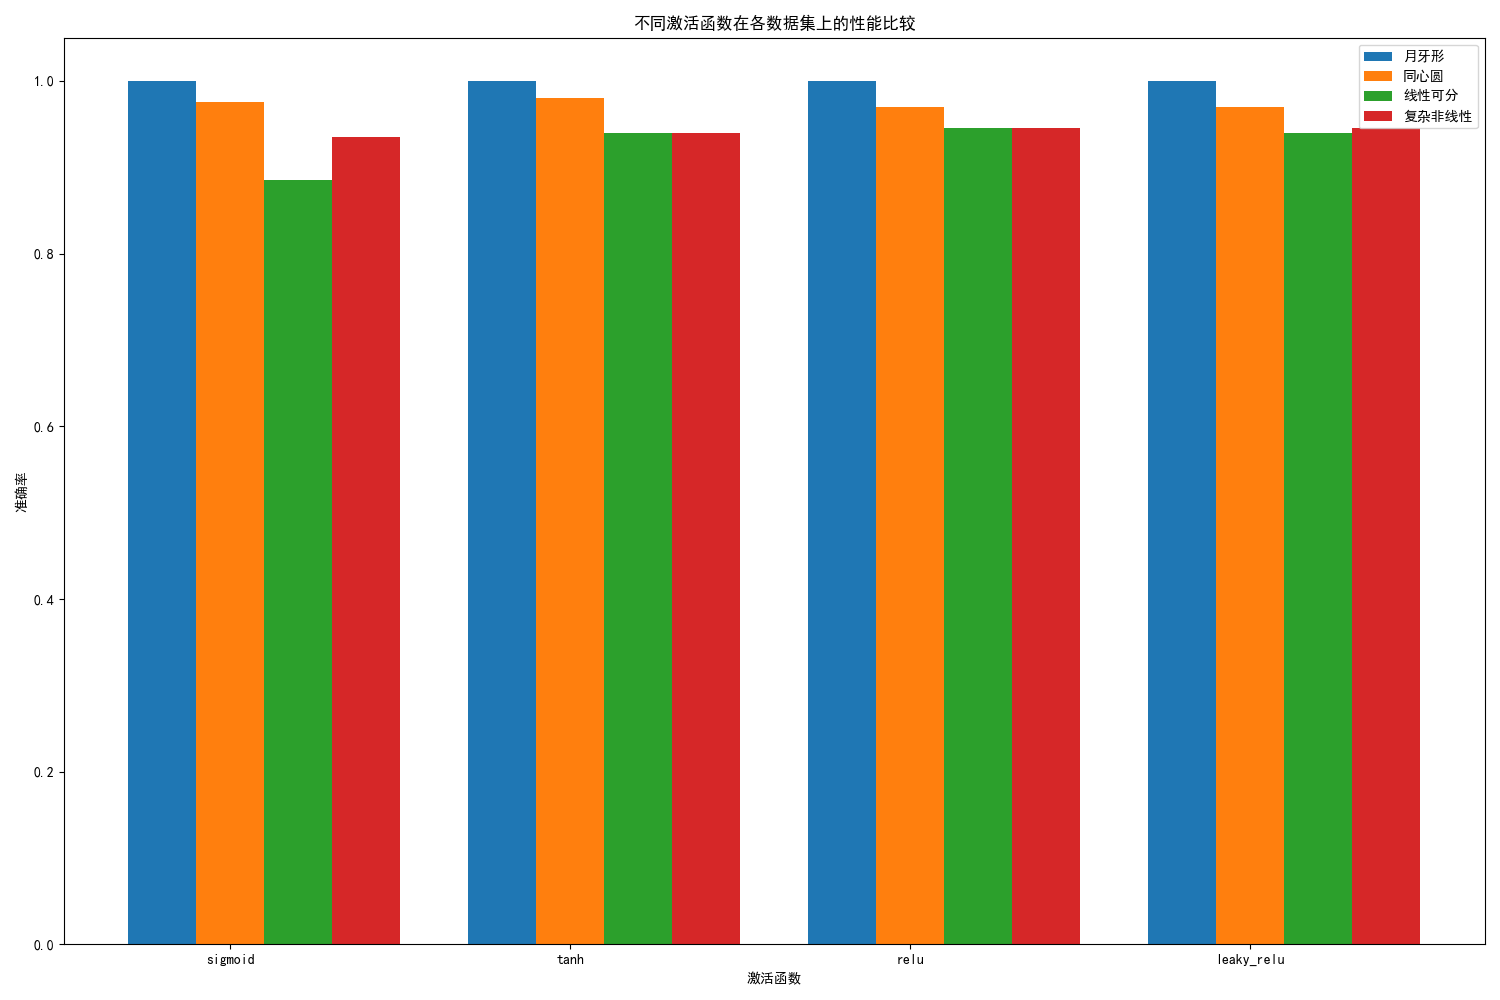 不同激活函数在各数据集上的性能比较
月牙形
同心圆
线性可分
复杂非线性
1.0
0.8
0.6
0.4
0.2
0.0
准确率
sigmoid
tanh
relu
leaky_relu
激活函数